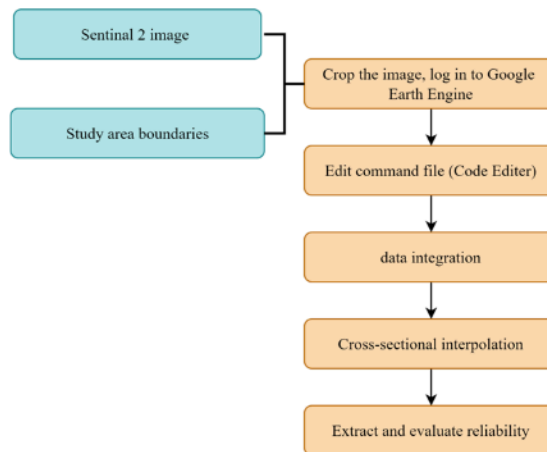 Sentinal 2 image
Study area boundaries
Crop the image, log in to Google
Earth Engine
Edit command file (Code Editer)
data integration
Cross-sectional interpolation
Extract and evaluate reliability